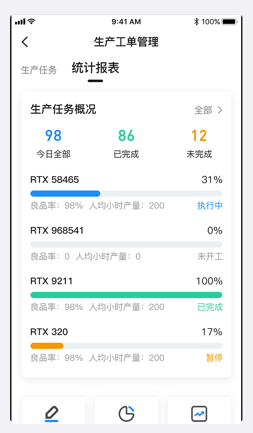 9:41 AM
100%
生产工单管理
生产任务 统计报表
生产任务概况 全部
98 86 12
今日全部 已完成 未完成
RTX 58465 31%
良品率：98% 人均小时产量：200 执行中
RTX 968541 0%
良品率：0 人均小时产量：0 未开工
RTX 9211 100%
良品率：98% 人均小时产量：200 已完成
RTX 320 17%
良品率：98% 人均小时产量：200 暂停